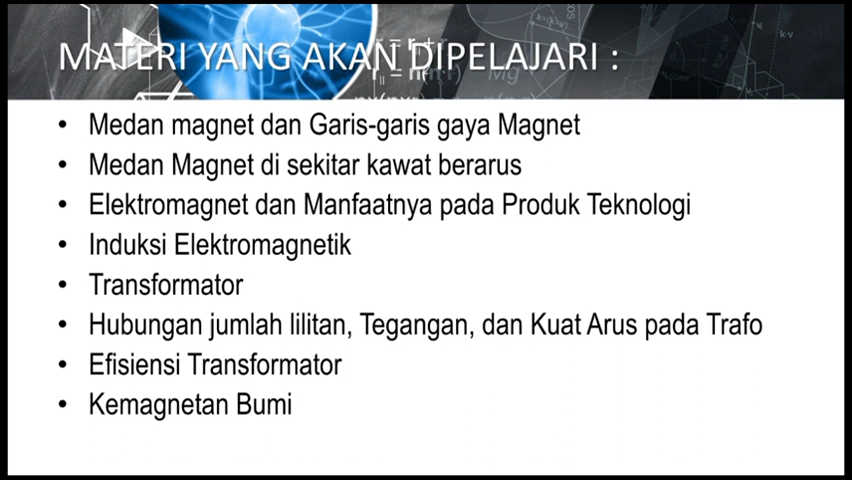 MATERI YANG AKAN DIPELAJARI :
• Medan magnet dan Garis-garis gaya Magnet
• Medan Magnet di sekitar kawat berarus
• Elektromagnet dan Manfaatnya pada Produk Teknologi
• Induksi Elektromagnetik
• Transformator
• Hubungan jumlah lilitan, Tegangan, dan Kuat Arus pada Trafo
• Efisiensi Transformator
• Kemagnetan Bumi